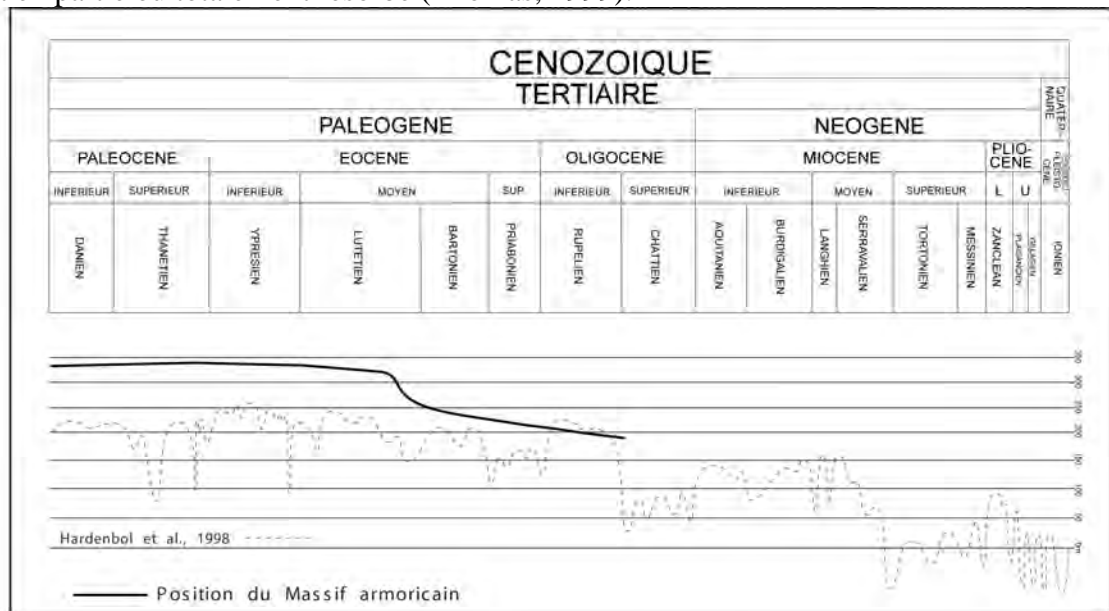 CENOZOIQUE
TERTIAIRE
QUATER-
NAIRE
PALEOGENE NEOGENE
PALEOCENE EOCENE OLIGOCENE MIOCENE PLIO-
CENE
PLEISTO-
CENE
INFERIEUR SUPERIEUR INFERIEUR MOYEN SUP INFERIEUR SUPERIEUR INFERIEUR MOYEN SUPERIEUR L U
DANIEN THANETIEN YPRESIEN LUTETIEN BARTONIEN PRIABONIEN RUPELIEN CHATTIEN AQUITANIEN BURDIGALIEN LANGHIEN SERRAVALIEN TORTONIEN MESSINIEN ZANCLEAN IONIEN
Hardenbol et al., 1998
Position du Massif armoricain